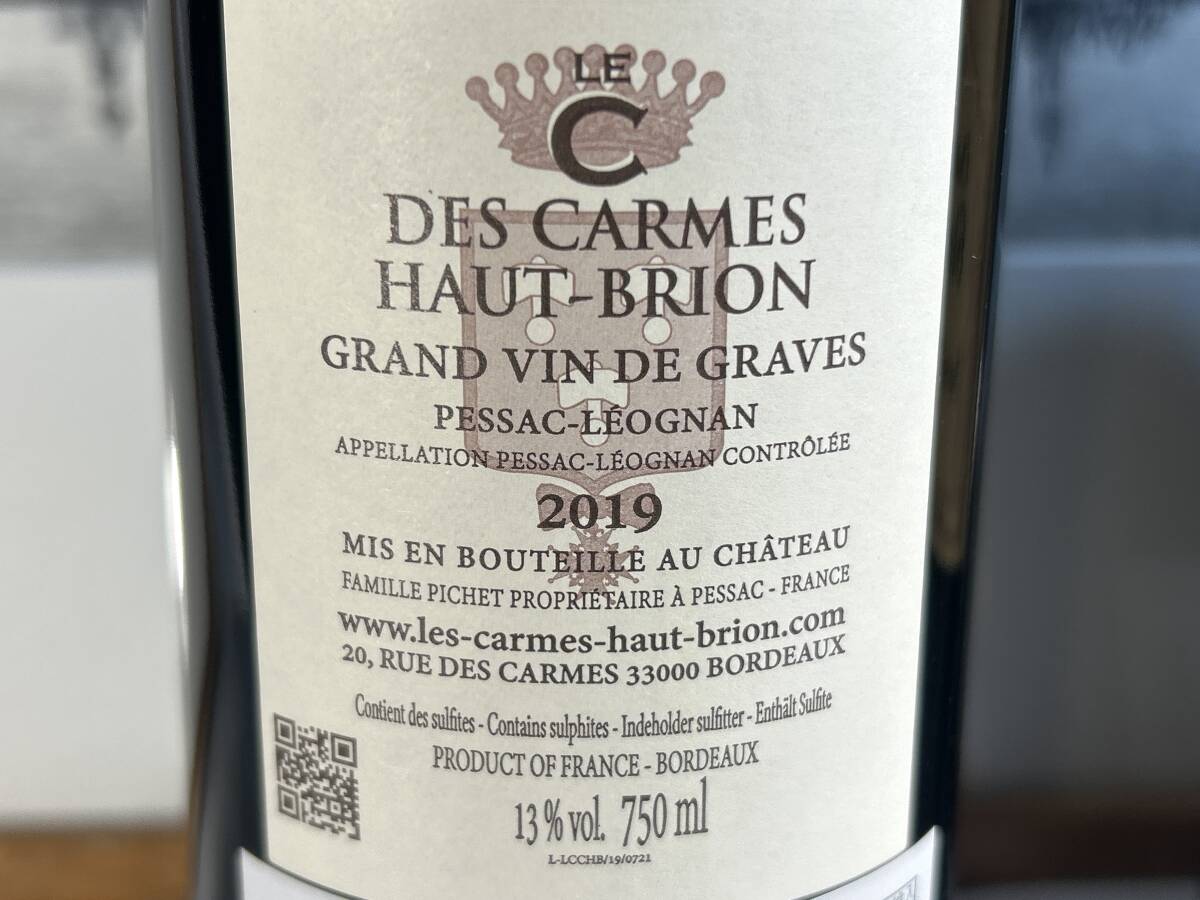 LE
C
DES CARMES
HAUT-BRION
GRAND VIN DE GRAVES
PESSAC-LÉOGNAN
APPELLATION PESSAC-LÉOGNAN CONTRÔLÉE
2019
MIS EN BOUTEILLE AU CHÂTEAU
FAMILLE PICHET PROPRIÉTAIRE À PESSAC - FRANCE
www.les-carmes-haut-brion.com
20, RUE DES CARMES 33000 BORDEAUX
Contient des sulfites - Contains sulphites - Indeholder sulfitter - Enthält Sulfite
PRODUCT OF FRANCE - BORDEAUX
13 % vol. 750 ml
L-LCCHB/19/0721